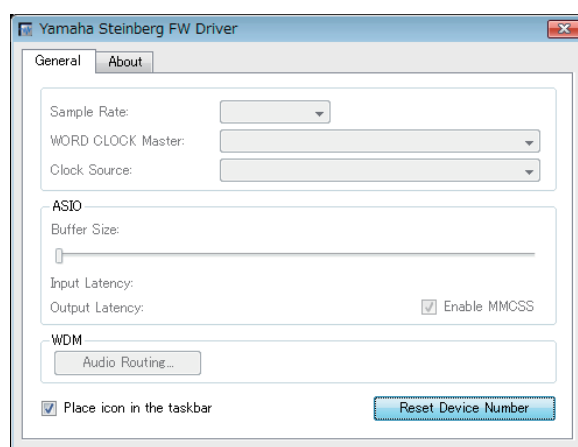 Yamaha Steinberg FW Driver
General About
Sample Rate:
WORD CLOCK Master:
Clock Source:
ASIO
Buffer Size:
Input Latency:
Output Latency: Enable MMCSS
WDM
Audio Routing...
Place icon in the taskbar Reset Device Number